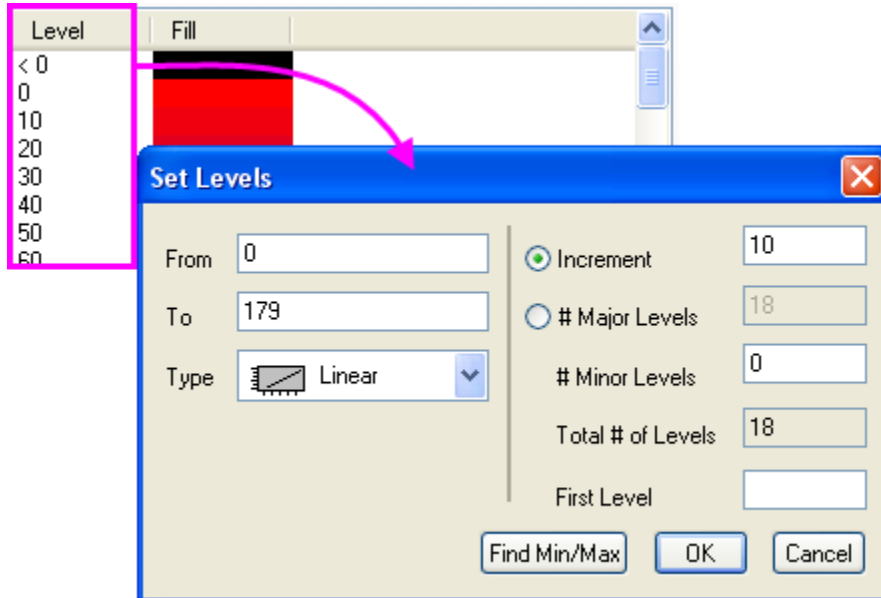 Level Fill
< 0
0
10
20
30
40
50
60
Set Levels
From 0
To 179
Type Linear
Increment 10
# Major Levels 18
# Minor Levels 0
Total # of Levels 18
First Level
Find Min/Max OK Cancel